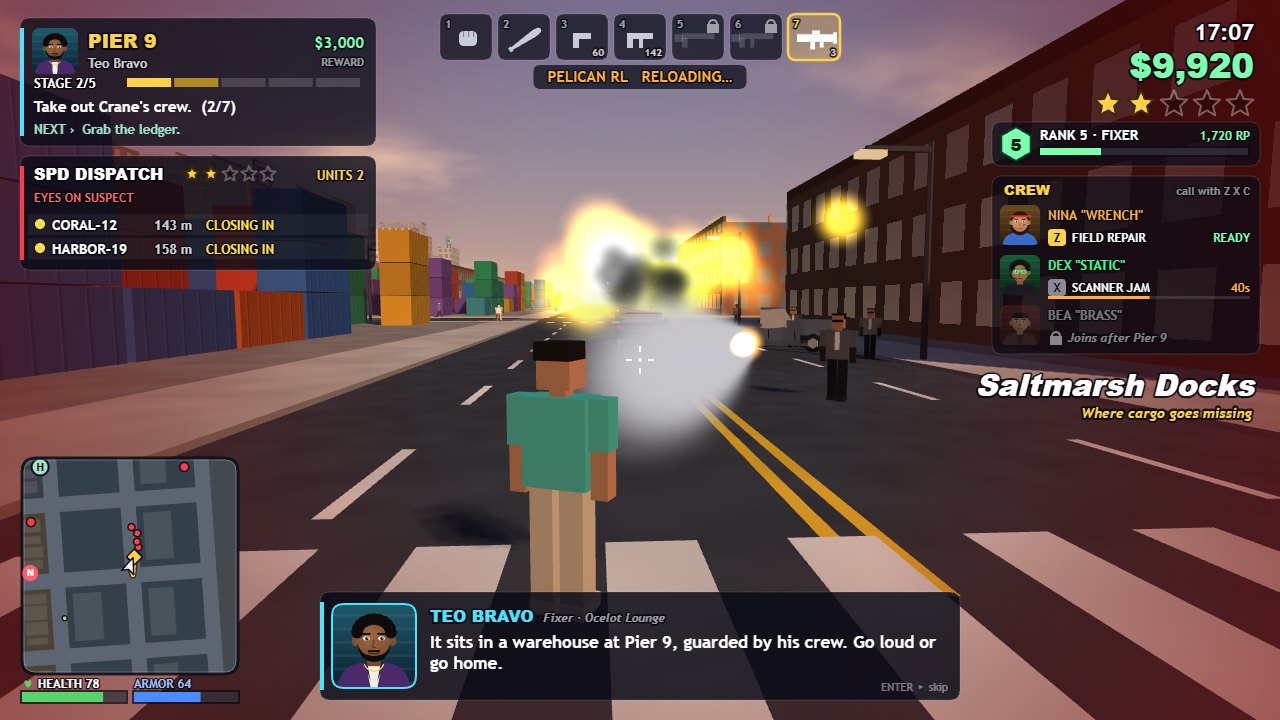 PIER 9
Teo Bravo
$3,000
REWARD
STAGE 2/5
Take out Crane's crew. (2/7)
NEXT › Grab the ledger.
SPD DISPATCH
UNITS 2
EYES ON SUSPECT
CORAL-12 143 m CLOSING IN
HARBOR-19 158 m CLOSING IN
1
2
3
60
4
142
5
6
7
3
PELICAN RL RELOADING...
17:07
$9,920
5
RANK 5 · FIXER
1,720 RP
CREW
call with Z X C
NINA "WRENCH"
Z FIELD REPAIR READY
DEX "STATIC"
X SCANNER JAM 40s
BEA "BRASS"
Joins after Pier 9
Saltmarsh Docks
Where cargo goes missing
H
N
HEALTH 78
ARMOR 64
TEO BRAVO Fixer · Ocelot Lounge
It sits in a warehouse at Pier 9, guarded by his crew. Go loud or
go home.
ENTER ▸ skip